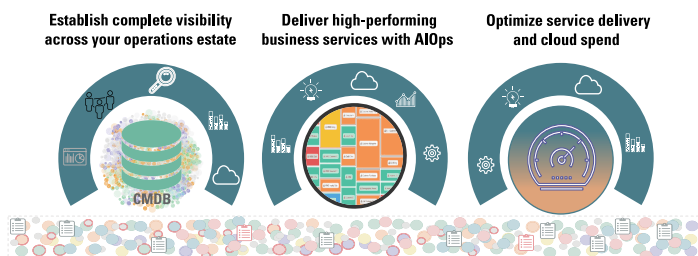 Establish complete visibility
across your operations estate
Deliver high-performing
business services with AIOps
Optimize service delivery
and cloud spend
CMDB